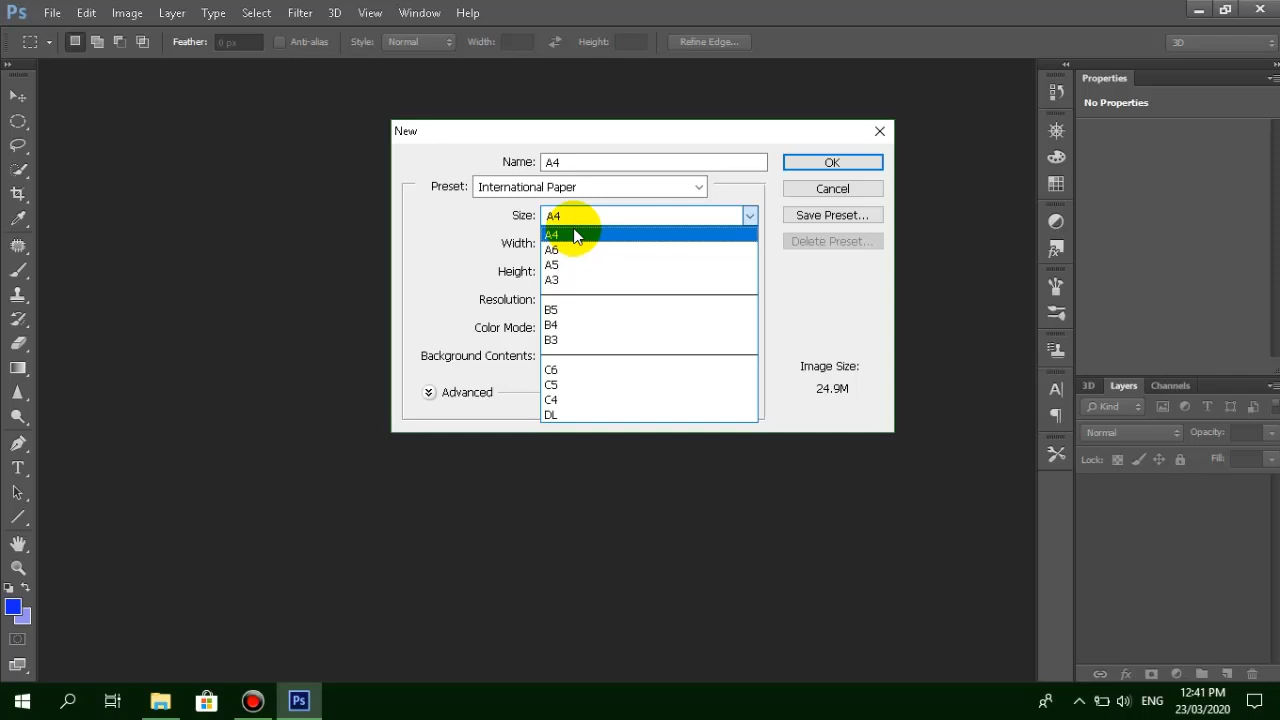 Ps File Edit Image Layer Type Select Filter 3D View Window Help
Feather: 0 px Anti-alias Style: Normal Width: Height: Refine Edge... 3D
Properties
No Properties
New
Name: A4 OK
Preset: International Paper Cancel
Size: A4 Save Preset...
A4
Width: Delete Preset...
A6
A5
Height:
A3
Resolution:
B5
Color Mode: B4
B3
Background Contents:
C6
Image Size:
C5
24.9M
Advanced
C4
DL
3D Layers Channels
Kind
Normal Opacity:
Lock: Fill:
A
T
fx
Ps ENG 12:41 PM
23/03/2020